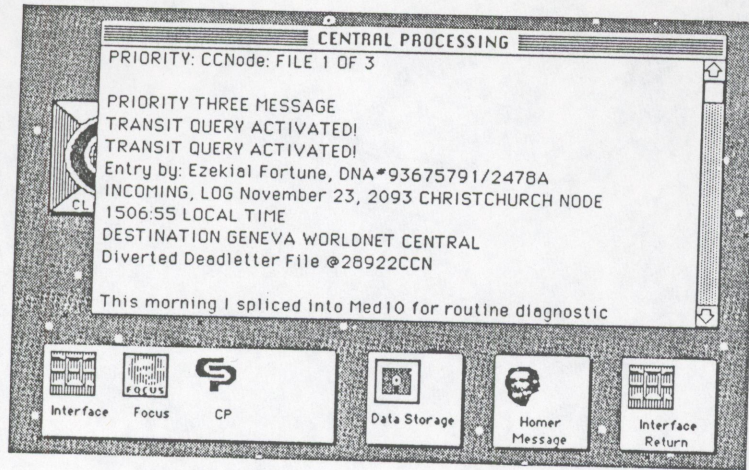 CENTRAL PROCESSING
PRIORITY: CCNode: FILE 1 OF 3
PRIORITY THREE MESSAGE
TRANSIT QUERY ACTIVATED!
TRANSIT QUERY ACTIVATED!
Entry by: Ezekial Fortune, DNA#93675791/2478A
INCOMING, LOG November 23, 2093 CHRISTCHURCH NODE
1506:55 LOCAL TIME
DESTINATION GENEVA WORLDNET CENTRAL
Diverted Deadletter File @28922CCN
This morning I spliced into Med10 for routine diagnostic
CL
FOCUS
Interface
Focus
CP
Data Storage
Homer
Message
Interface
Return